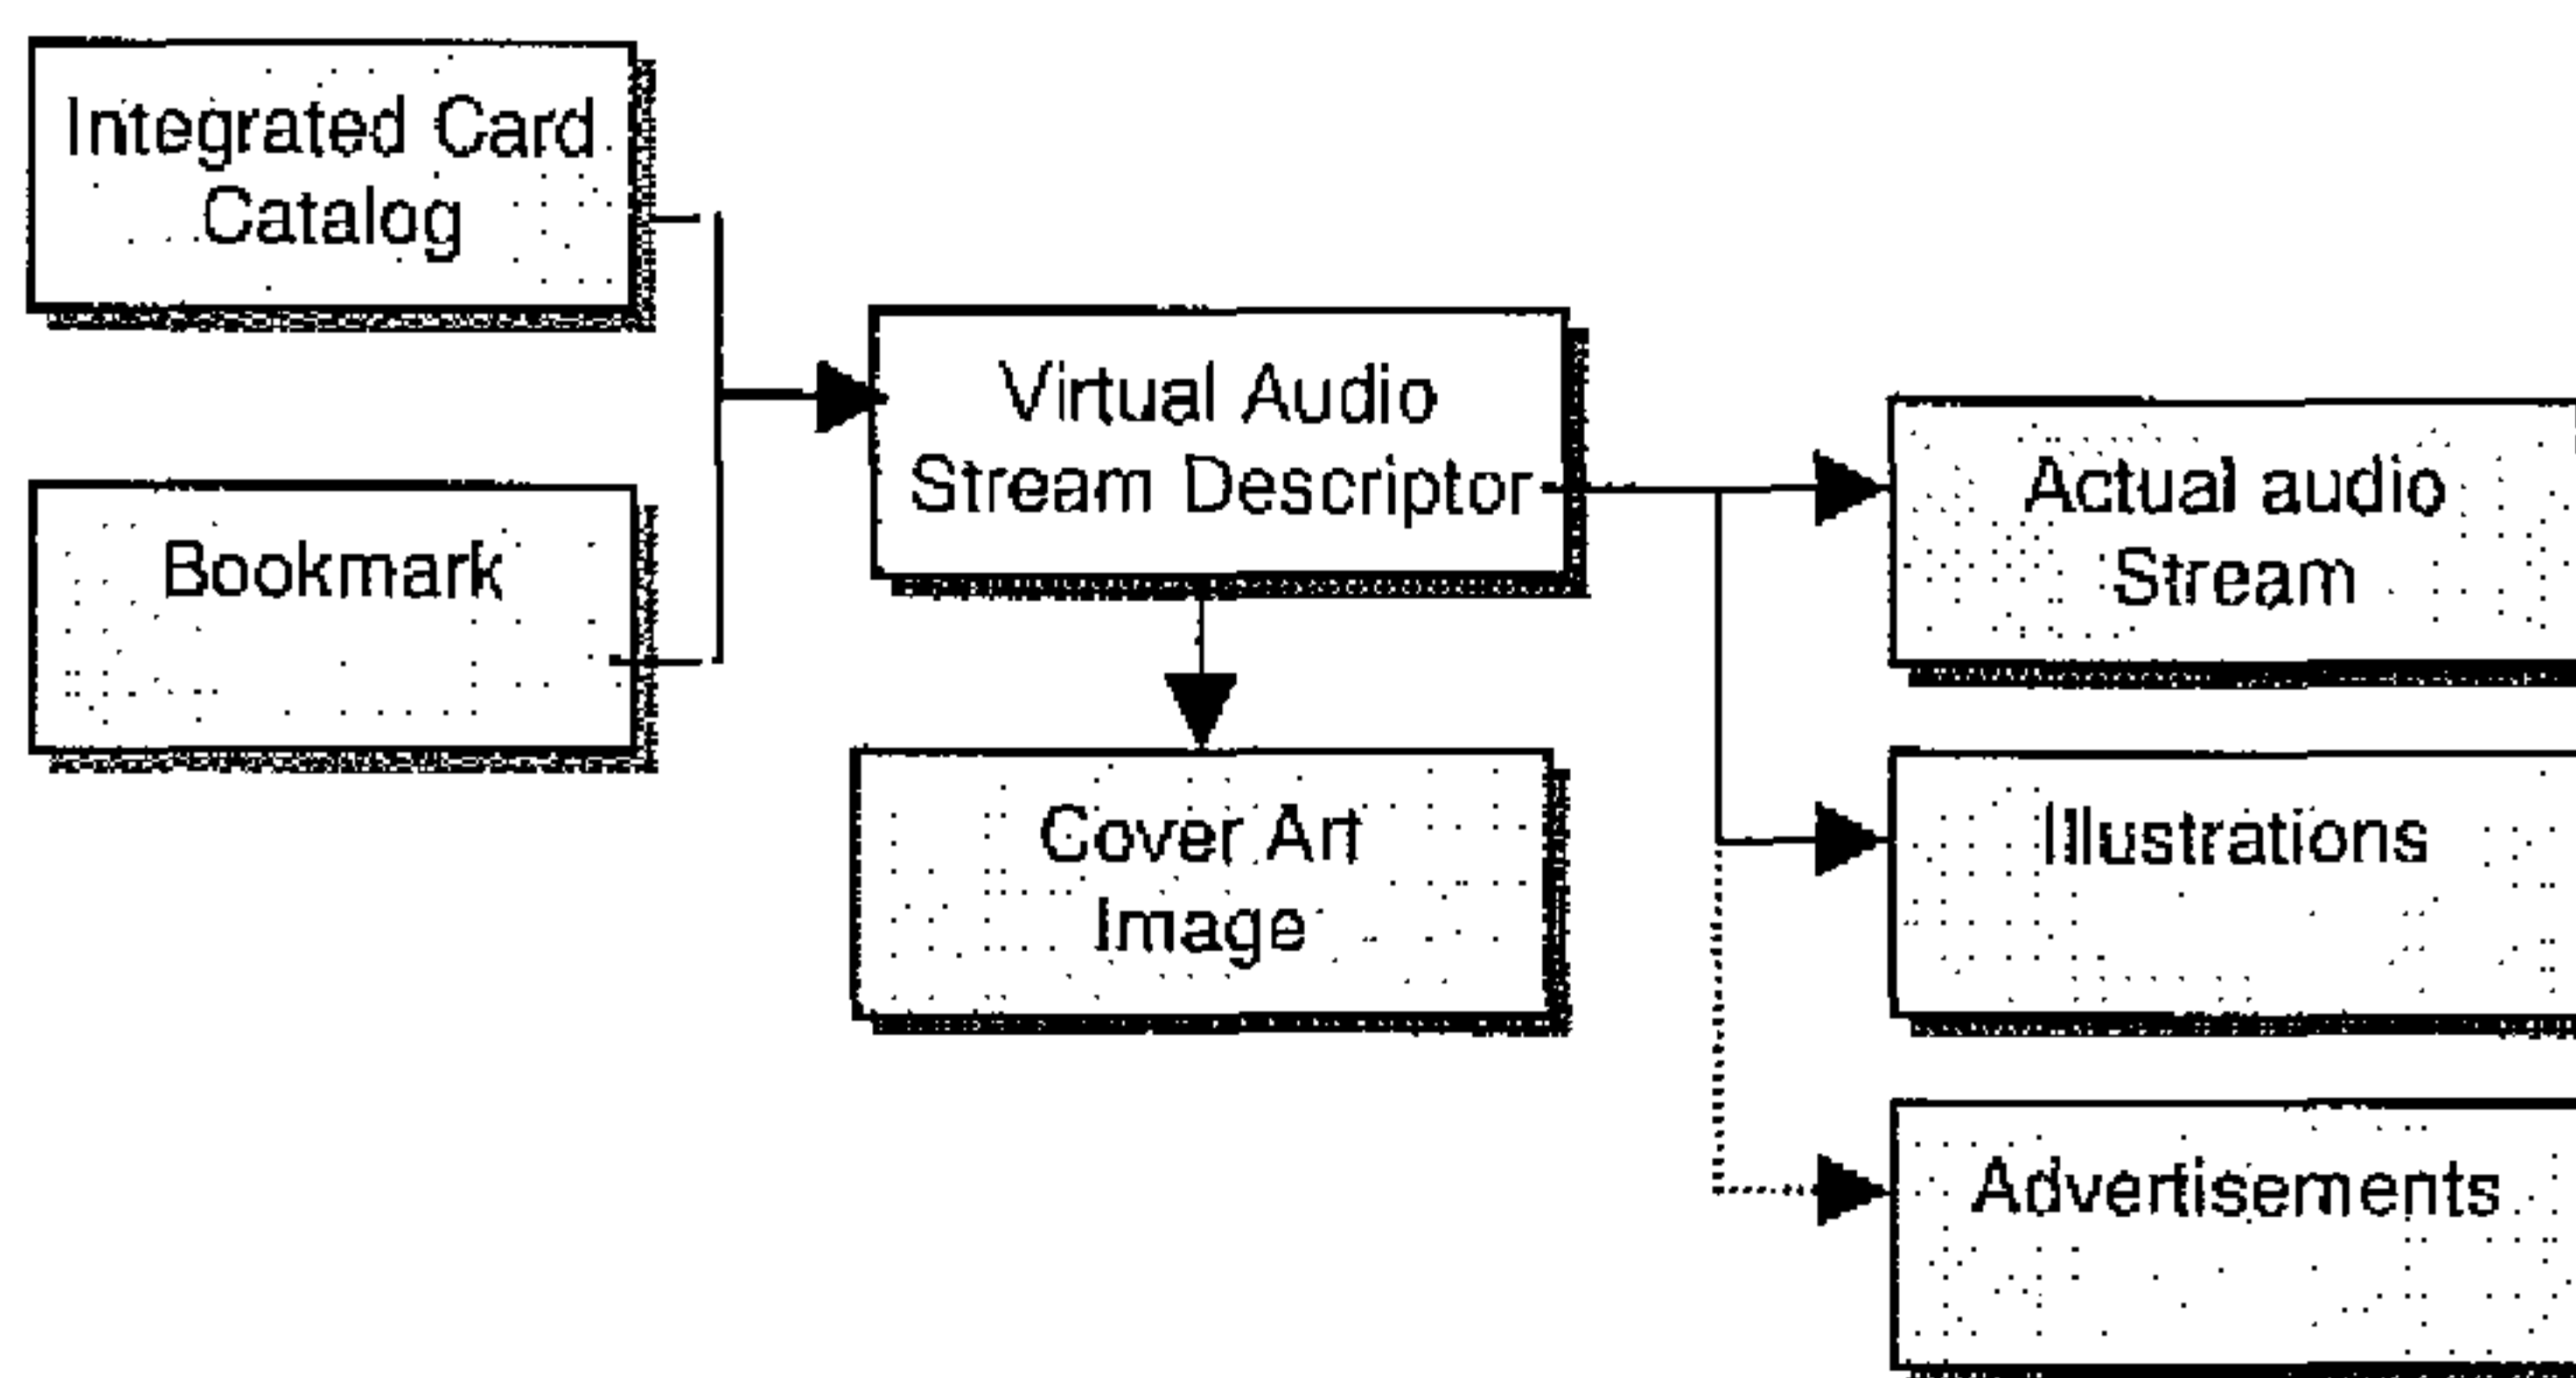 Integrated Card
Catalog
Bookmark
Virtual Audio
Stream Descriptor
Cover Art
Image
Actual audio
Stream
Illustrations
Advertisements